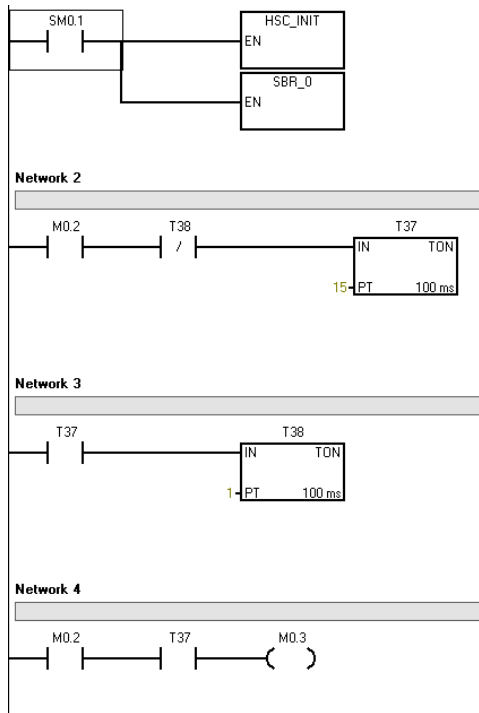 SM0.1 HSC_INIT
EN
SBR_0
EN
Network 2
M0.2 T38 T37
/ IN TON
15 PT 100 ms
Network 3
T37 T38
IN TON
1 PT 100 ms
Network 4
M0.2 T37 M0.3